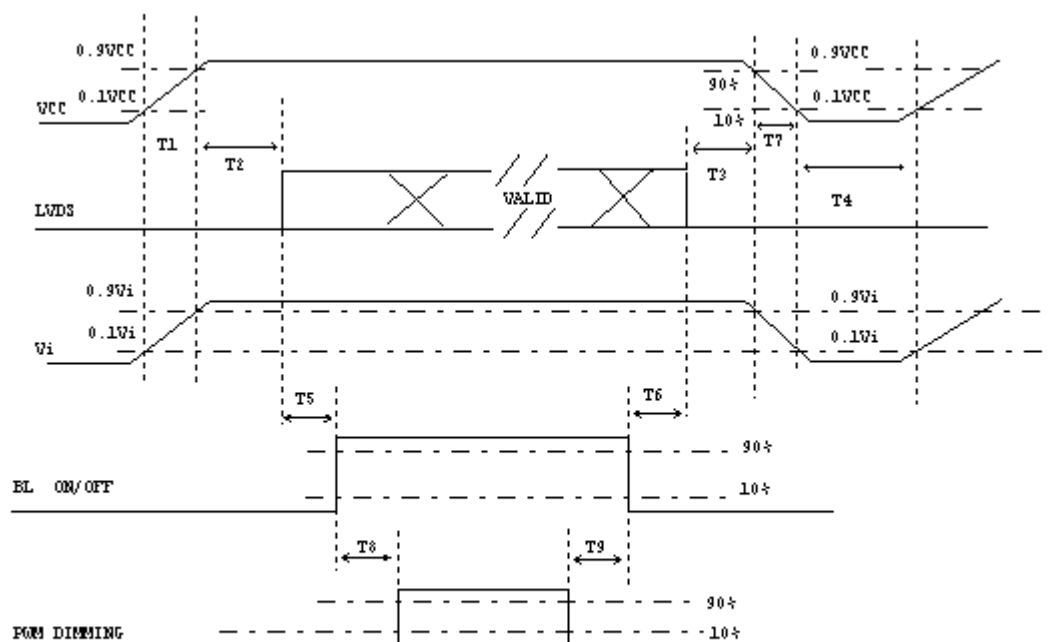 0.9VCC
0.9VCC
90%
0.1VCC
0.1VCC
VCC
10%
T1
T2
T3
T7
T4
VALID
LVDS
0.9Vi
0.9Vi
0.1Vi
0.1Vi
Vi
T5
T6
90%
BL ON/OFF
10%
T8
T9
90%
PWM DIMMING
10%